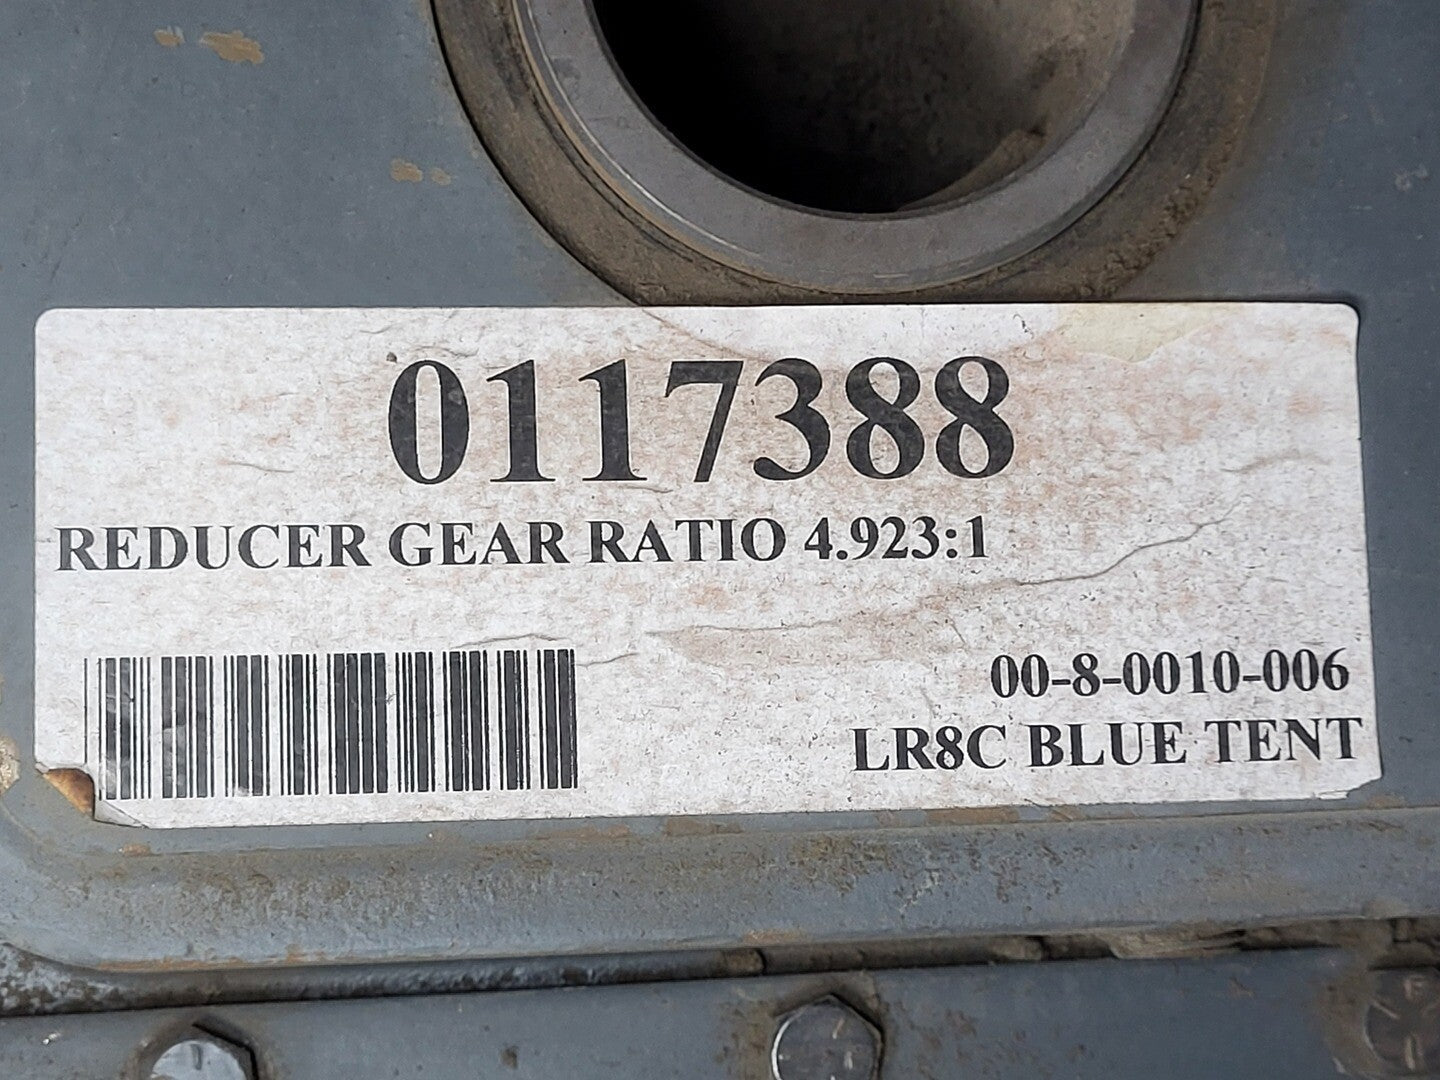 0117388
REDUCER GEAR RATIO 4.923:1
00-8-0010-006
LR8C BLUE TENT